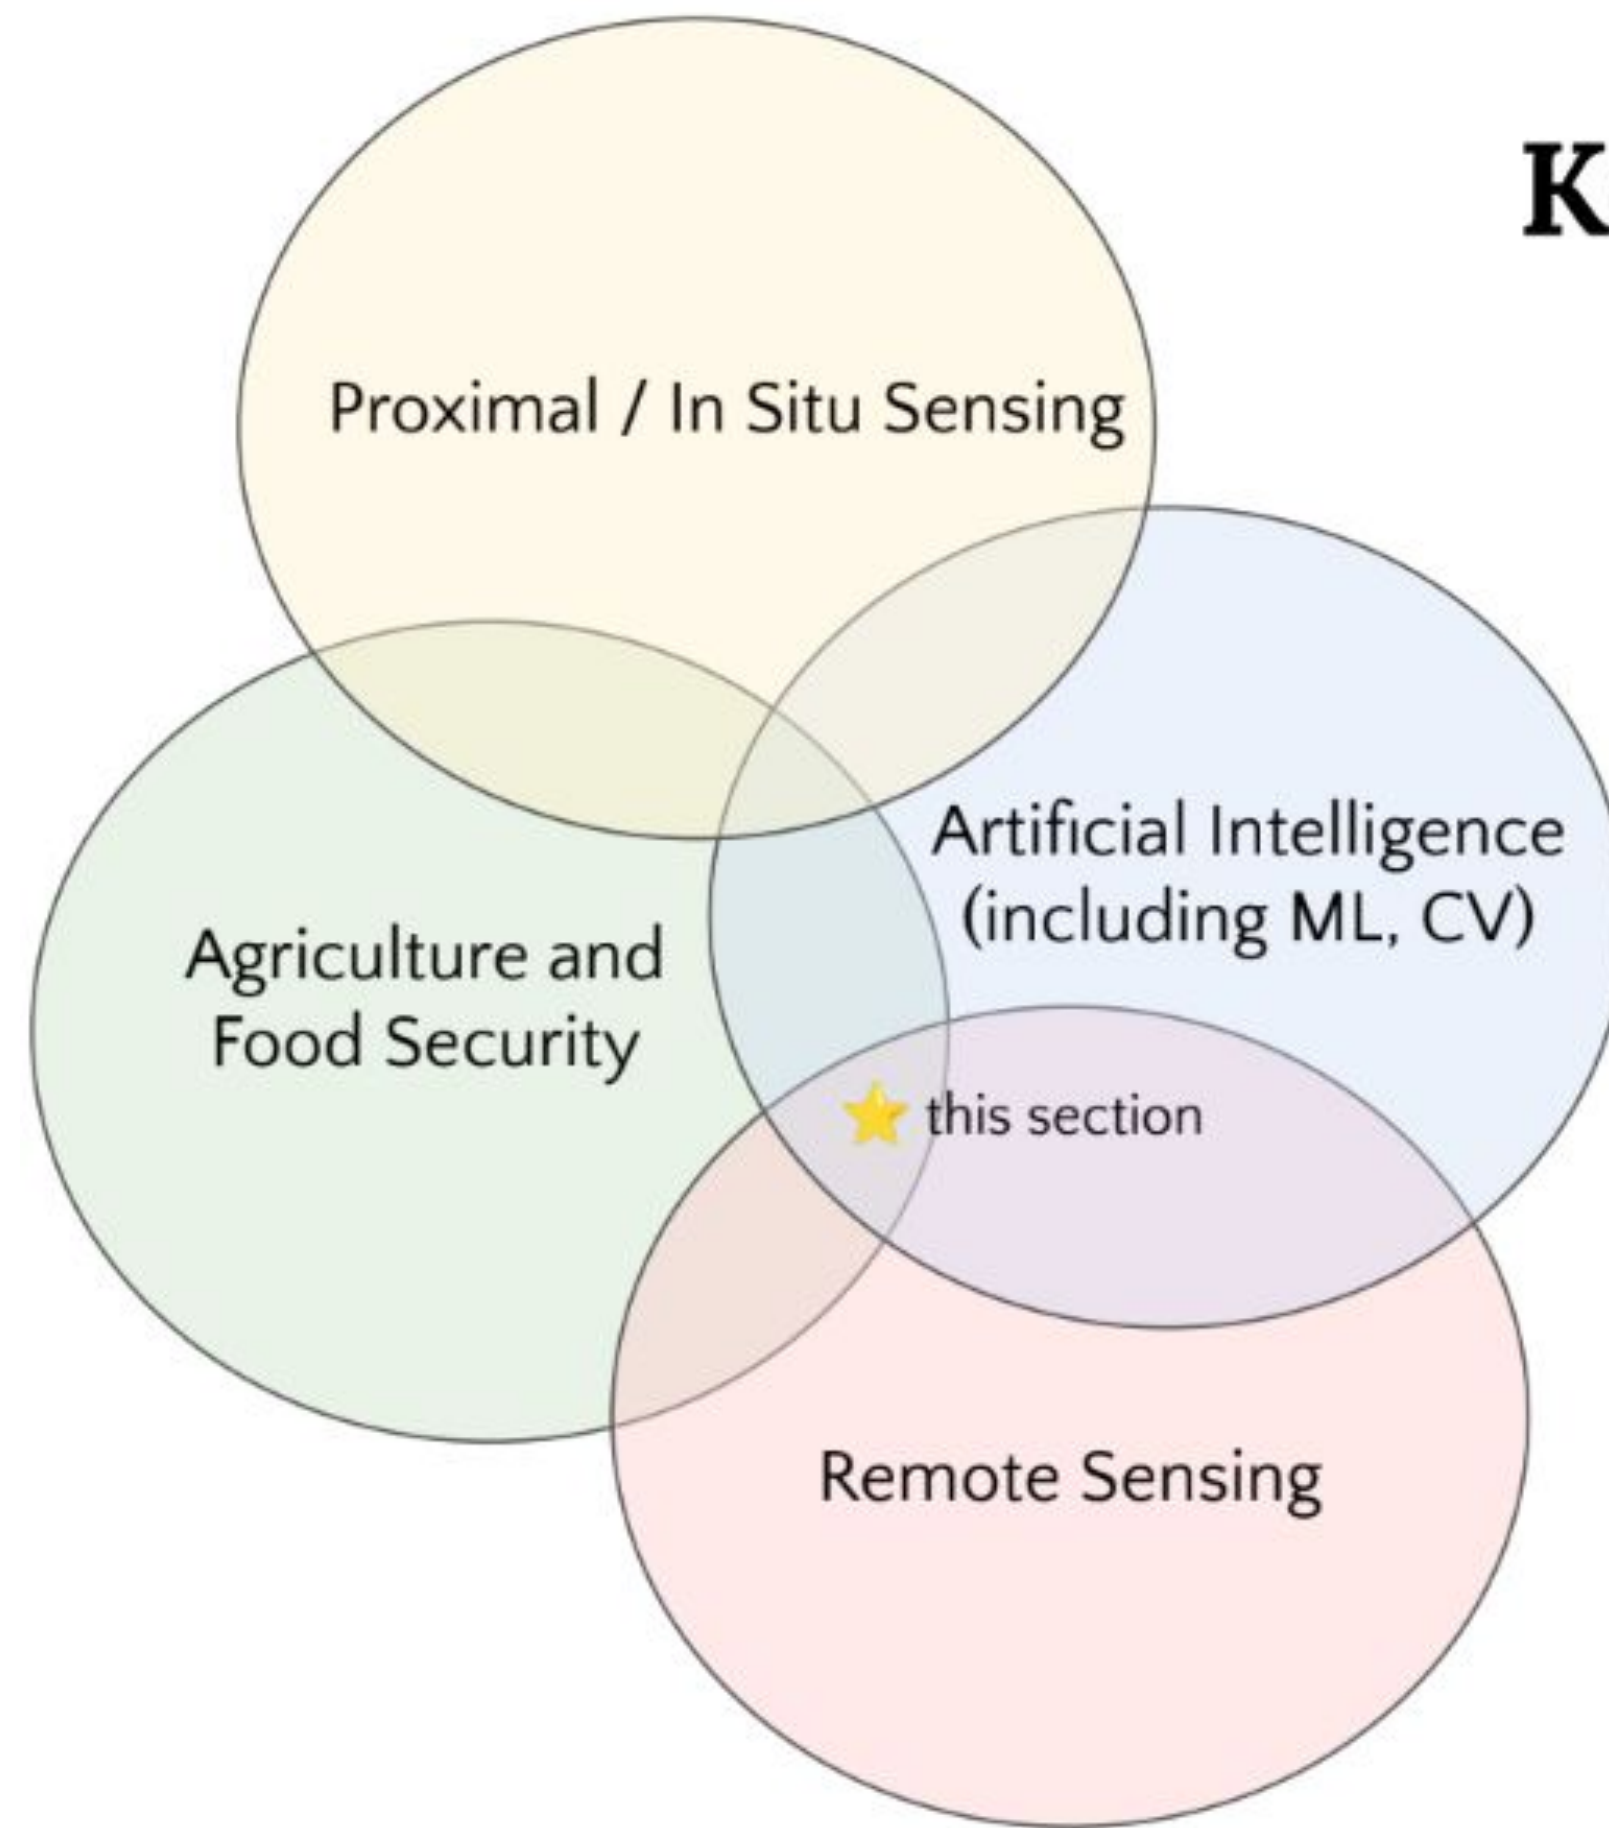 K
Proximal / In Situ Sensing
Artificial Intelligence
(including ML, CV)
Agriculture and
Food Security
this section
Remote Sensing